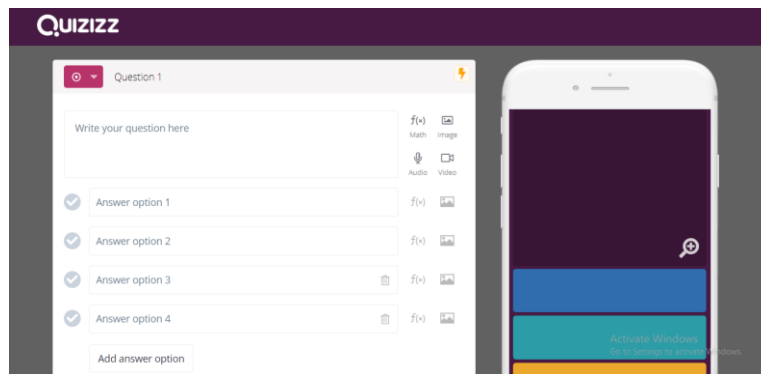 QUIZIZZ
Question 1
Write your question here
f(x)
Math Image
Audio Video
Answer option 1 f(x)
Answer option 2 f(x)
Answer option 3 f(x)
Answer option 4 f(x)
Add answer option
Activate Windows
Go to Settings to activate Windows.